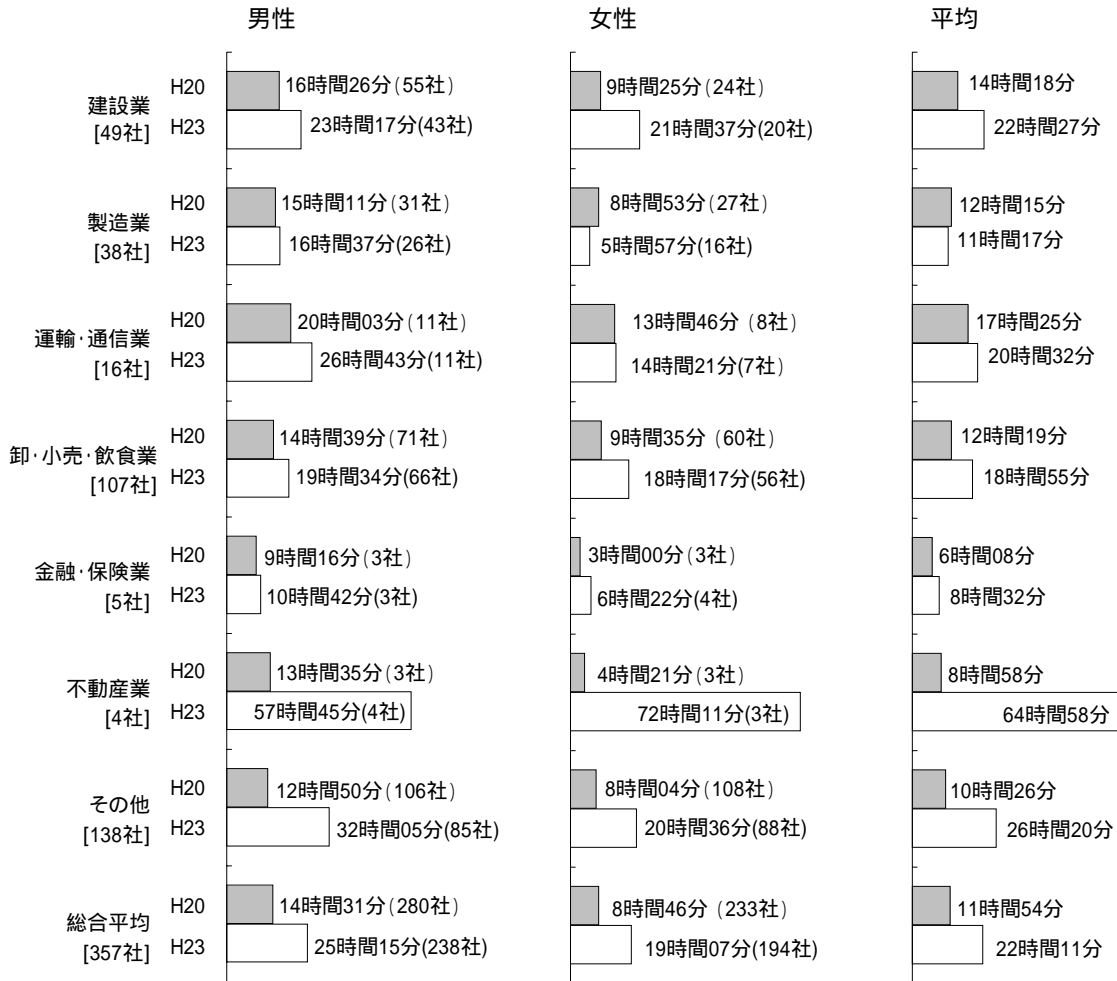 男性 女性 平均
H20 16時間26分(55社) 9時間25分(24社) 14時間18分
建設業
[49社] H23 23時間17分(43社) 21時間37分(20社) 22時間27分
H20 15時間11分(31社) 8時間53分(27社) 12時間15分
製造業
[38社] H23 16時間37分(26社) 5時間57分(16社) 11時間17分
H20 20時間03分(11社) 13時間46分 (8社) 17時間25分
運輸・通信業
[16社] H23 26時間43分(11社) 14時間21分(7社) 20時間32分
H20 14時間39分(71社) 9時間35分 (60社) 12時間19分
卸・小売・飲食業
[107社] H23 19時間34分(66社) 18時間17分(56社) 18時間55分
H20 9時間16分(3社) 3時間00分(3社) 6時間08分
金融・保険業
[5社] H23 10時間42分(3社) 6時間22分(4社) 8時間32分
H20 13時間35分(3社) 4時間21分(3社) 8時間58分
不動産業
[4社] H23 57時間45分(4社) 72時間11分(3社) 64時間58分
H20 12時間50分(106社) 8時間04分(108社) 10時間26分
その他
[138社] H23 32時間05分(85社) 20時間36分(88社) 26時間20分
H20 14時間31分(280社) 8時間46分 (233社) 11時間54分
総合平均
[357社] H23 25時間15分(238社) 19時間07分(194社) 22時間11分